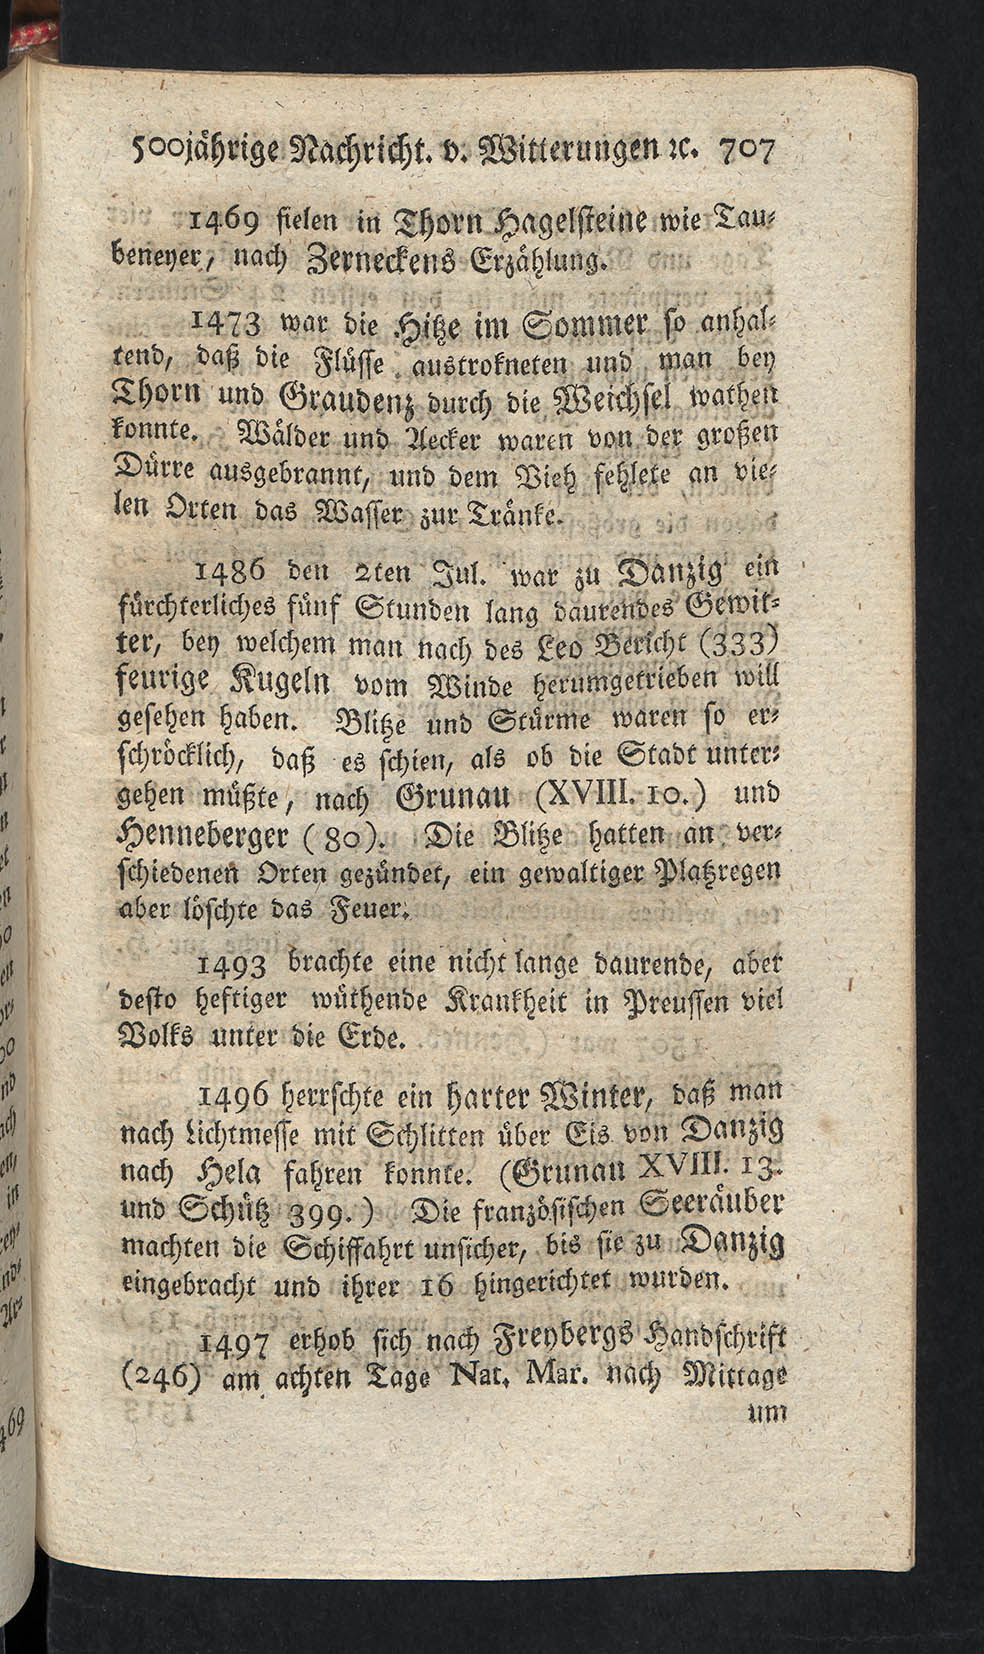 500jährige Nachricht. v. Witterungen ꝛc. 707
1469 fielen in Thorn Hagelsteine wie Tau⸗
beneyer, nach Zerneckens Erzählung.
1473 war die Hitze im Sommer so anhal⸗
tend, daß die Flüsse austrokneten und man bey
Thorn und Graudenz durch die Weichsel wathen
konnte. Wälder und Aecker waren von der großen
Dürre ausgebrannt, und dem Vieh fehlete an vie⸗
len Orten das Wasser zur Tränke.
1486 den 2ten Jul. war zu Danzig ein
fürchterliches fünf Stunden lang daurendes Gewit⸗
ter, bey welchem man nach des Leo Bericht (333)
feurige Kugeln vom Winde herumgetrieben will
gesehen haben. Blitze und Stürme waren so er⸗
schröcklich, daß es schien, als ob die Stadt unter⸗
gehen müßte, nach Grunau (XVIII. 10.) und
Henneberger (80). Die Blitze hatten an ver⸗
schiedenen Orten gezündet, ein gewaltiger Platzregen
aber löschte das Feuer.
1493 brachte eine nicht lange daurende, aber
desto heftiger wüthende Krankheit in Preussen viel
Volks unter die Erde.
1496 herrschte ein harter Winter, daß man
nach Lichtmesse mit Schlitten über Eis von Danzig
nach Hela fahren konnte. (Grunau XVIII. 13.
und Schütz 399.) Die französischen Seeräuber
machten die Schiffahrt unsicher, bis sie zu Danzig
eingebracht und ihrer 16 hingerichtet wurden.
1497 erhob sich nach Freybergs Handschrift
(246) am achten Tage Nat. Mar. nach Mittage
um